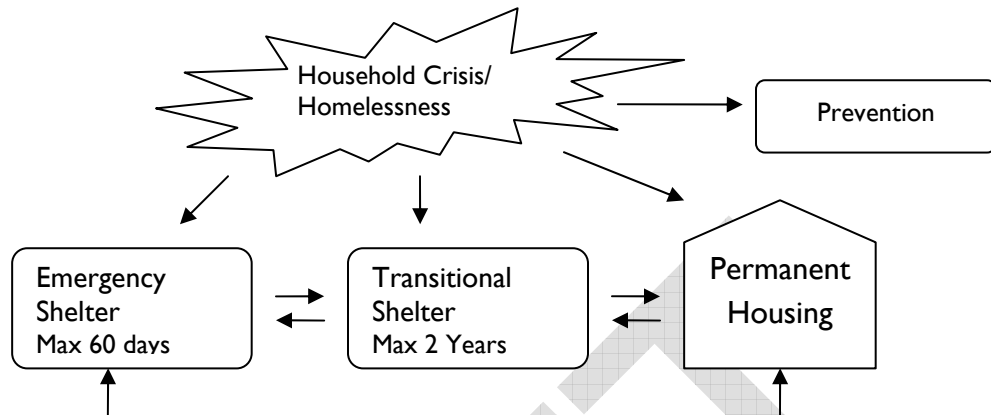 Household Crisis/
Homelessness
Prevention
Emergency
Shelter
Max 60 days
Transitional
Shelter
Max 2 Years
Permanent
Housing